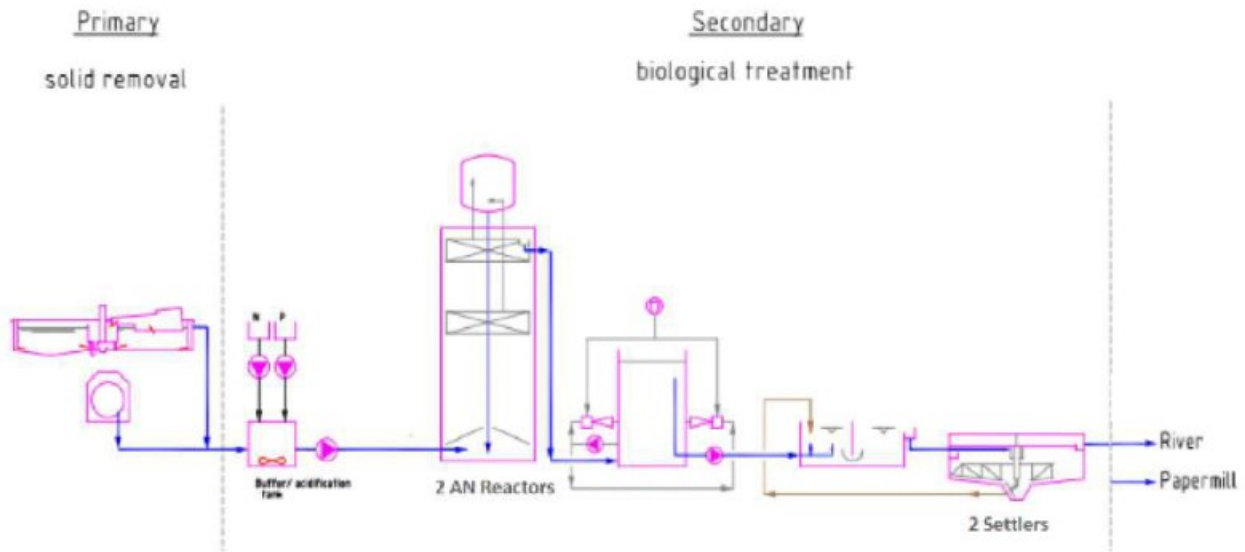 Primary
solid removal
Secondary
biological treatment
N P
Buffer/ acidification
tank
2 AN Reactors
2 Settlers
River
Papermill